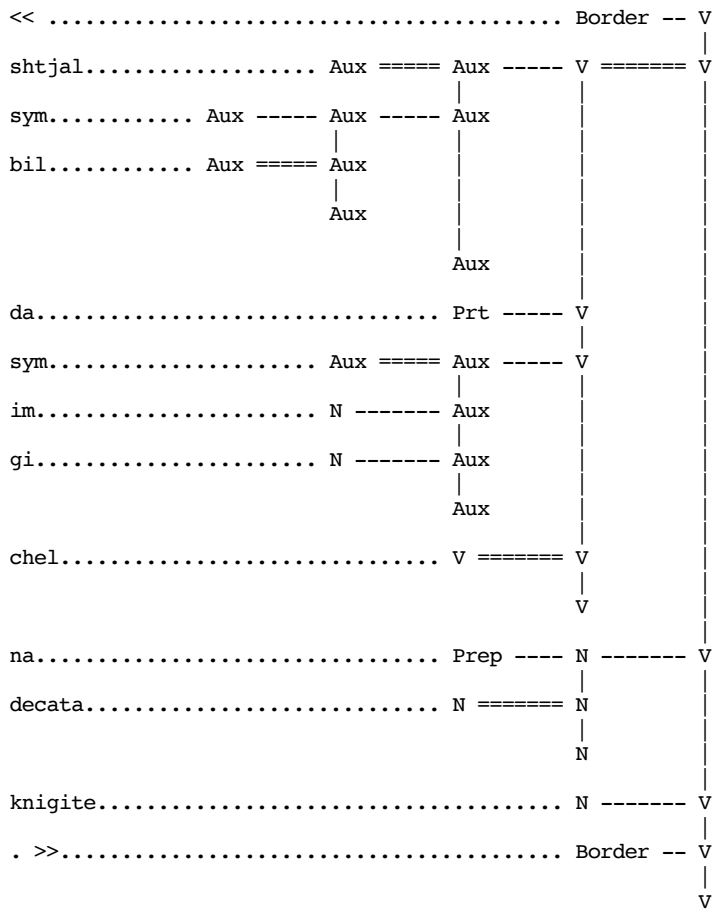 << ............................................ Border -- V
|
shtjal.................... Aux ===== Aux ----- V ======= V
| | |
sym............ Aux ----- Aux ----- Aux | |
| | | |
bil............ Aux ===== Aux | | |
| | | |
Aux | | |
| | |
Aux | |
| |
da................................ Prt ----- V |
| |
sym...................... Aux ===== Aux ----- V |
| | |
im...................... N ------- Aux | |
| | |
gi...................... N ------- Aux | |
| | |
Aux | |
| |
chel............................... V ======= V |
| |
V |
|
na................................. Prep ---- N ------- V
| |
decata............................. N ======= N |
| |
N |
|
knigite...................................... N ------- V
|
. >>......................................... Border -- V
|
V